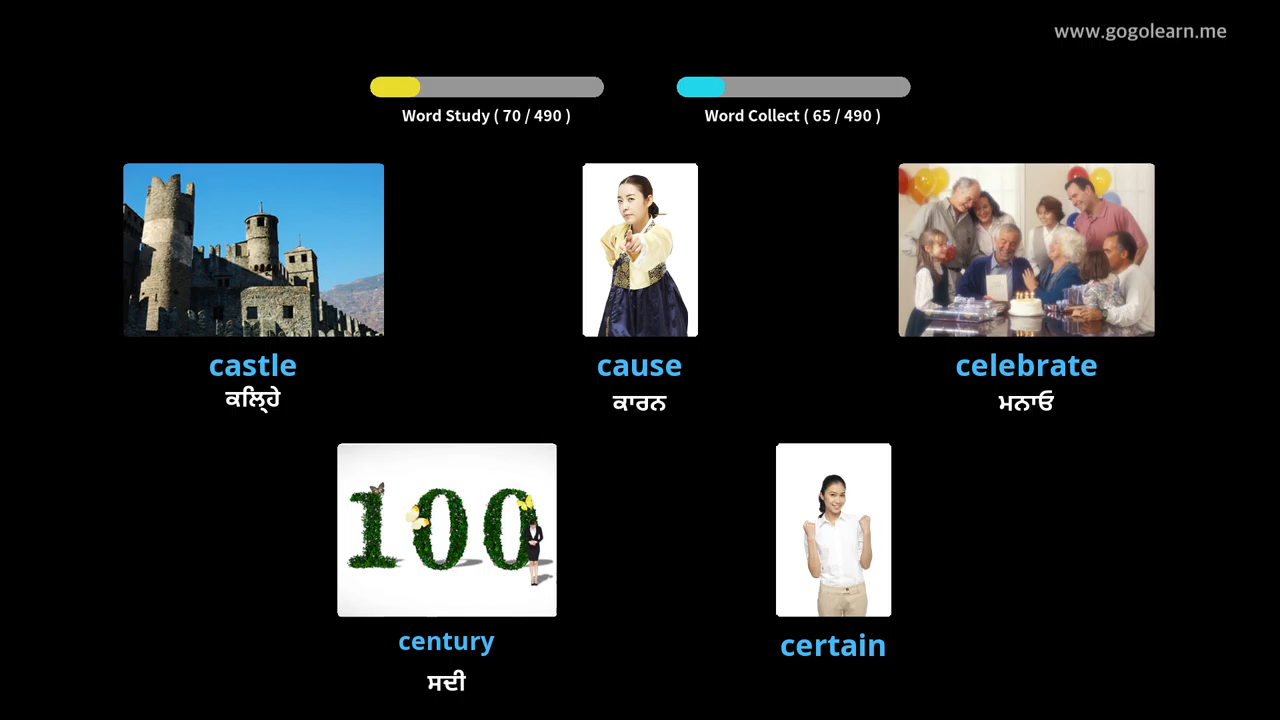 www.gogolearn.me
Word Study ( 70 / 490 )
Word Collect ( 65 / 490 )
castle
ਕਲ੍ਹਿੇ
cause
ਕਾਰਨ
celebrate
ਮਨਾਓ
100
century
ਸਦੀ
certain